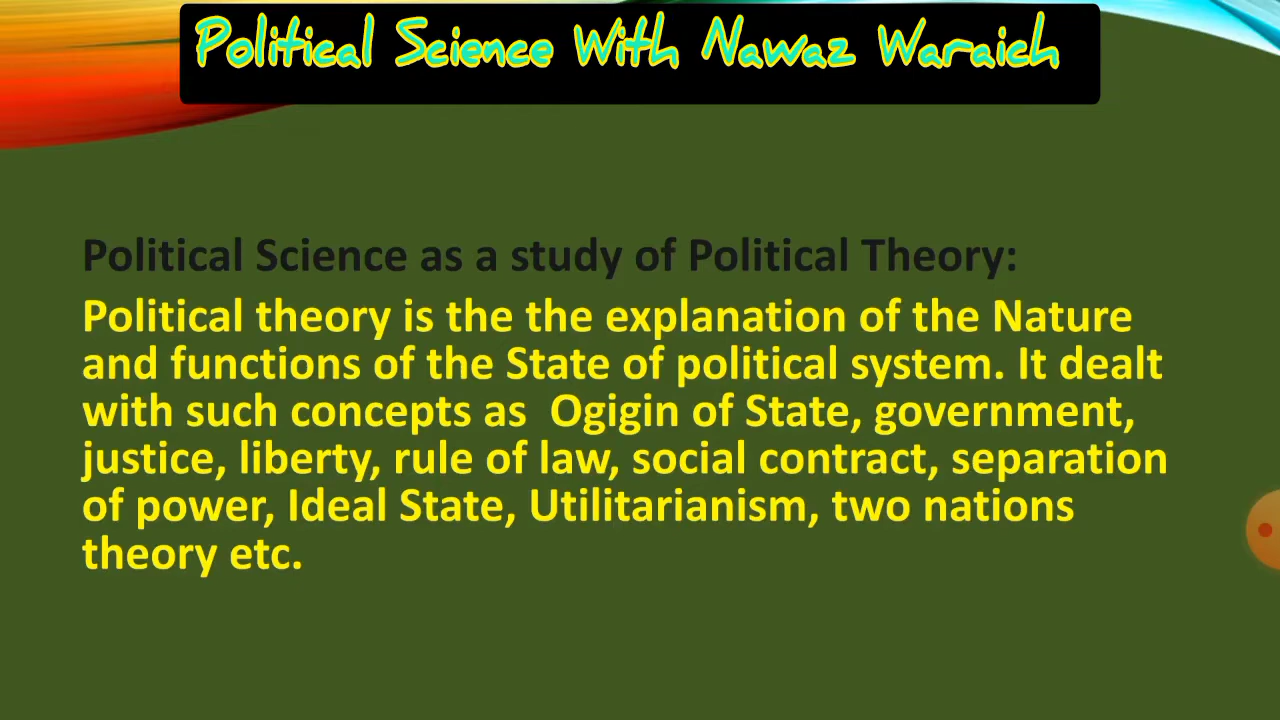 Political Science With Nawaz Waraich
Political Science as a study of Political Theory:
Political theory is the the explanation of the Nature
and functions of the State of political system. It dealt
with such concepts as  Ogigin of State, government,
justice, liberty, rule of law, social contract, separation
of power, Ideal State, Utilitarianism, two nations
theory etc.